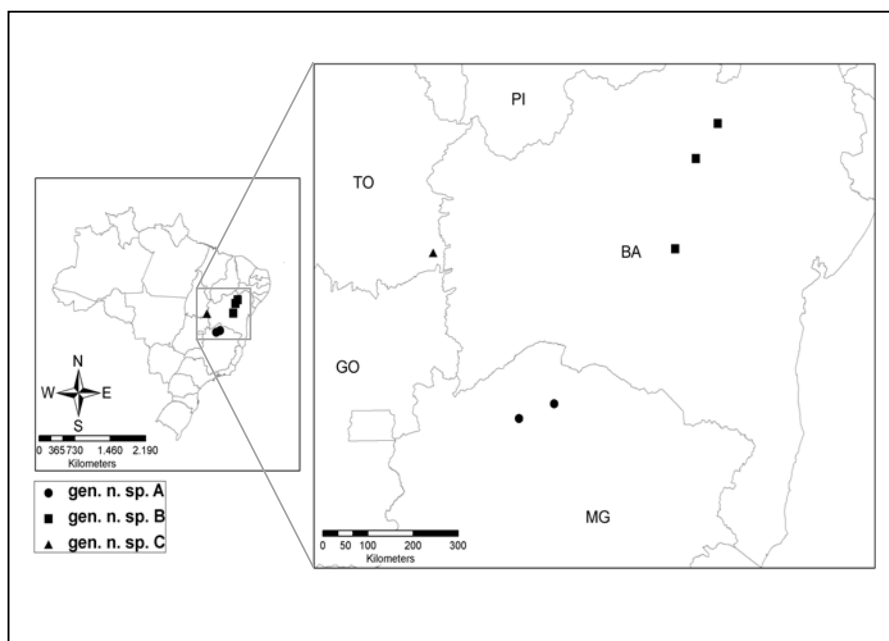 PI
TO
BA
GO
MG
N
W E
S
0 365730 1.460 2.190
Kilometers
gen. n. sp. A
gen. n. sp. B
gen. n. sp. C
0 50 100 200 300
Kilometers